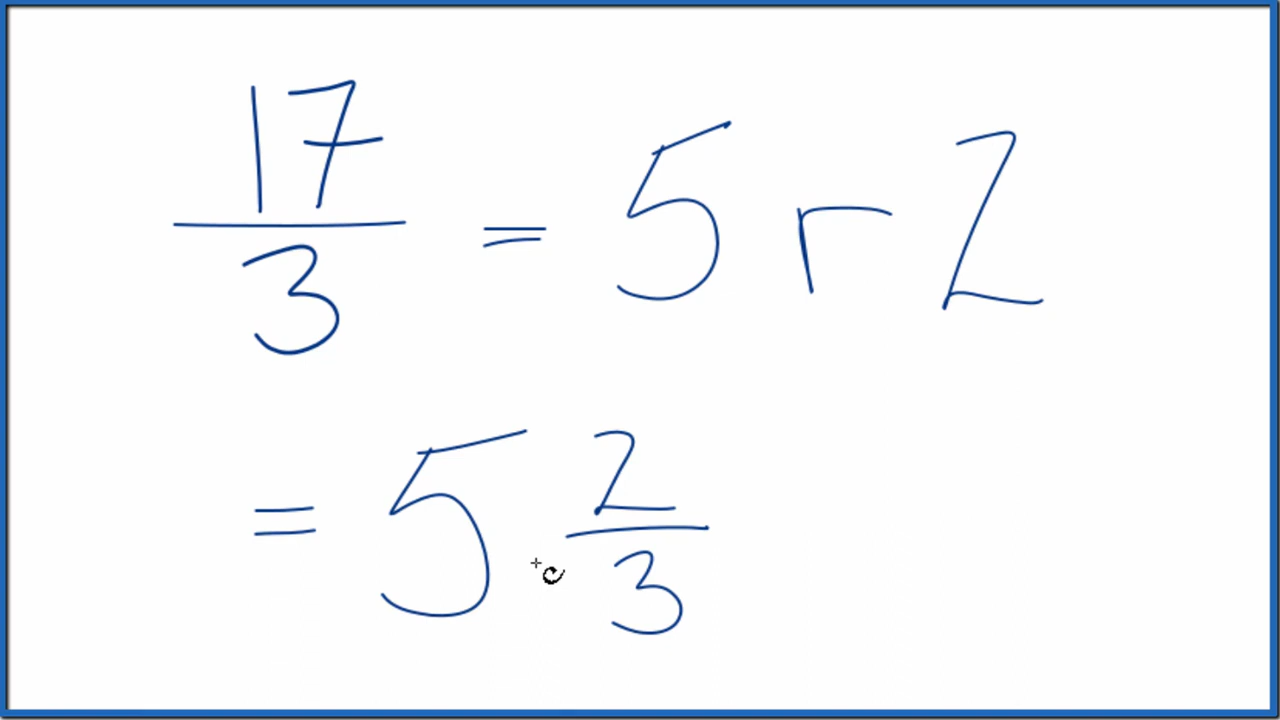 17/3 = 5 r 2
= 5 2/3